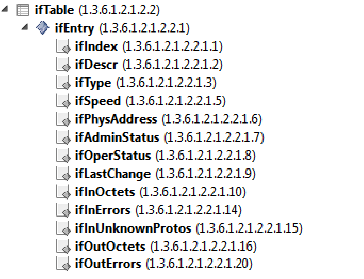 ifTable (1.3.6.1.2.1.2.2)
ifEntry (1.3.6.1.2.1.2.2.1)
ifIndex (1.3.6.1.2.1.2.2.1.1)
ifDescr (1.3.6.1.2.1.2.2.1.2)
ifType (1.3.6.1.2.1.2.2.1.3)
ifSpeed (1.3.6.1.2.1.2.2.1.5)
ifPhysAddress (1.3.6.1.2.1.2.2.1.6)
ifAdminStatus (1.3.6.1.2.1.2.2.1.7)
ifOperStatus (1.3.6.1.2.1.2.2.1.8)
ifLastChange (1.3.6.1.2.1.2.2.1.9)
ifInOctets (1.3.6.1.2.1.2.2.1.10)
ifInErrors (1.3.6.1.2.1.2.2.1.14)
ifInUnknownProtos (1.3.6.1.2.1.2.2.1.15)
ifOutOctets (1.3.6.1.2.1.2.2.1.16)
ifOutErrors (1.3.6.1.2.1.2.2.1.20)